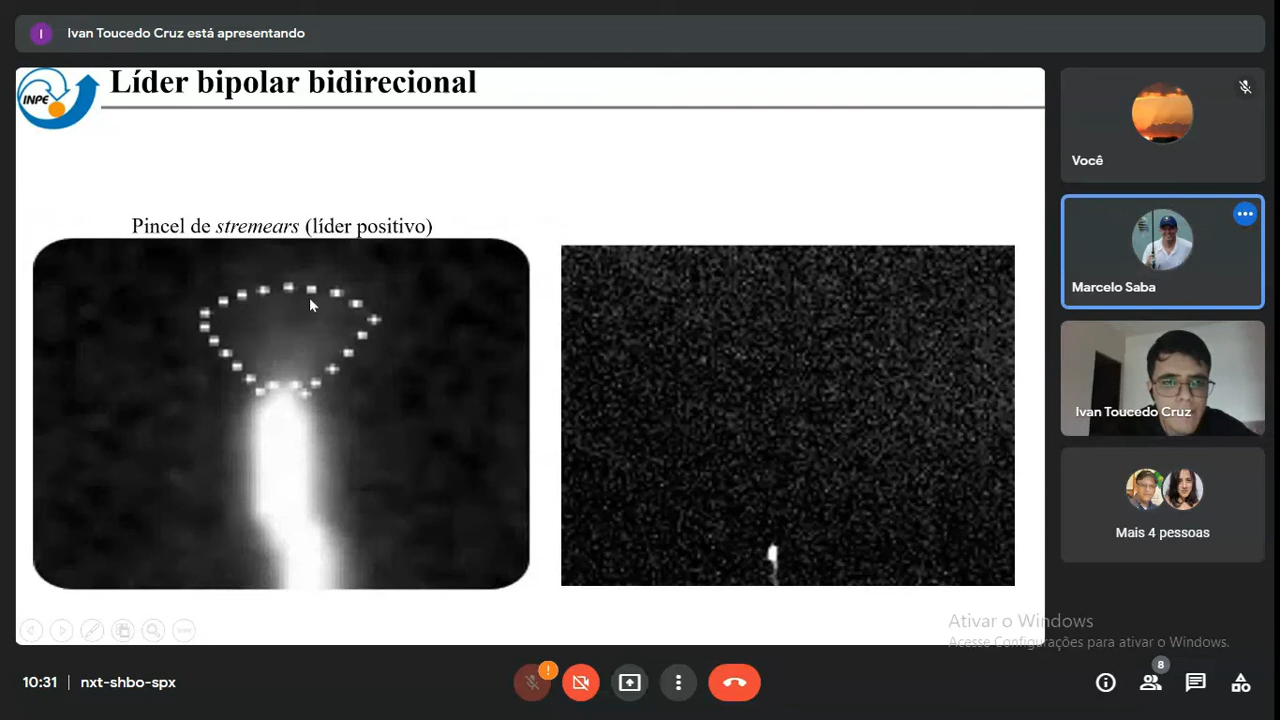 I
Ivan Toucedo Cruz está apresentando
INPE
Líder bipolar bidirecional
Pincel de stremears (líder positivo)
Você
Marcelo Saba
Ivan Toucedo Cruz
Mais 4 pessoas
Ativar o Windows
Acesse Configurações para ativar o Windows.
10:31 | nxt-shbo-spx
!
8